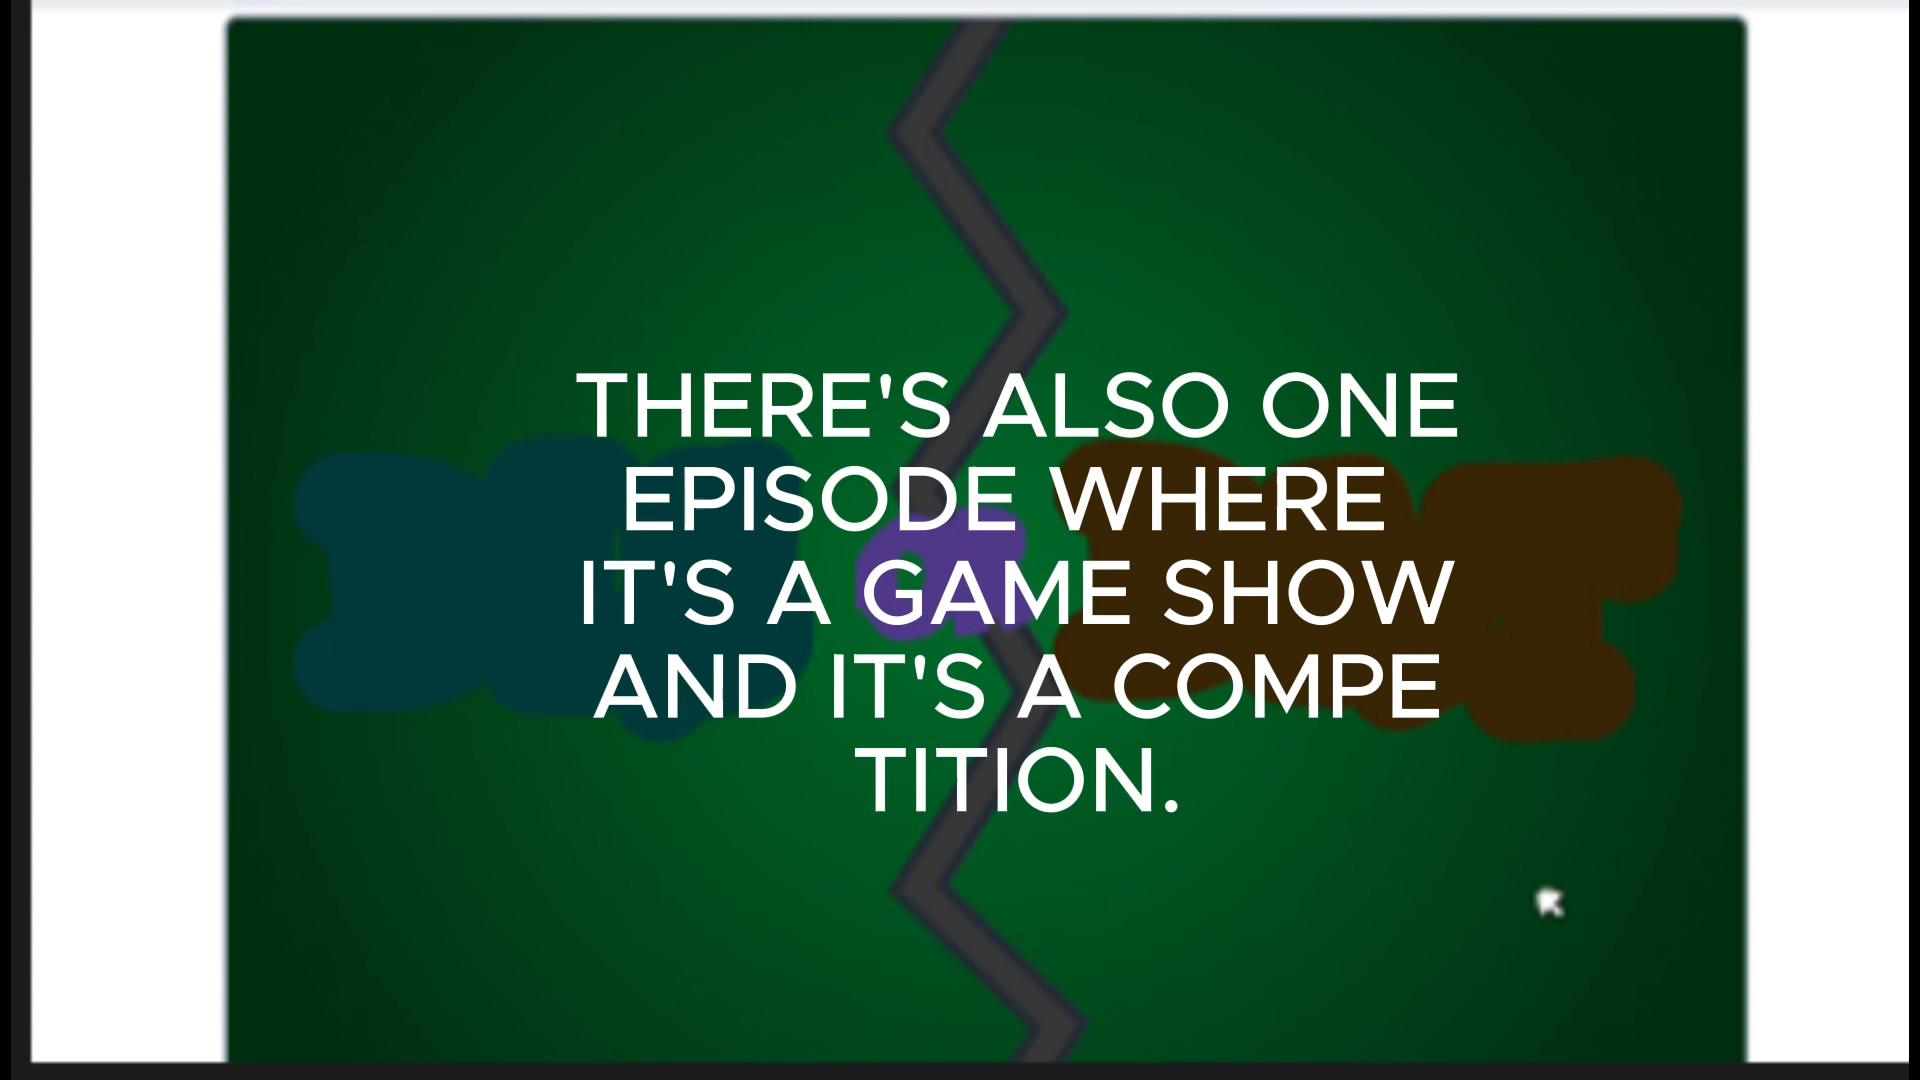 THERE'S ALSO ONE
EPISODE WHERE
IT'S A GAME SHOW
AND IT'S A COMPE
TITION.